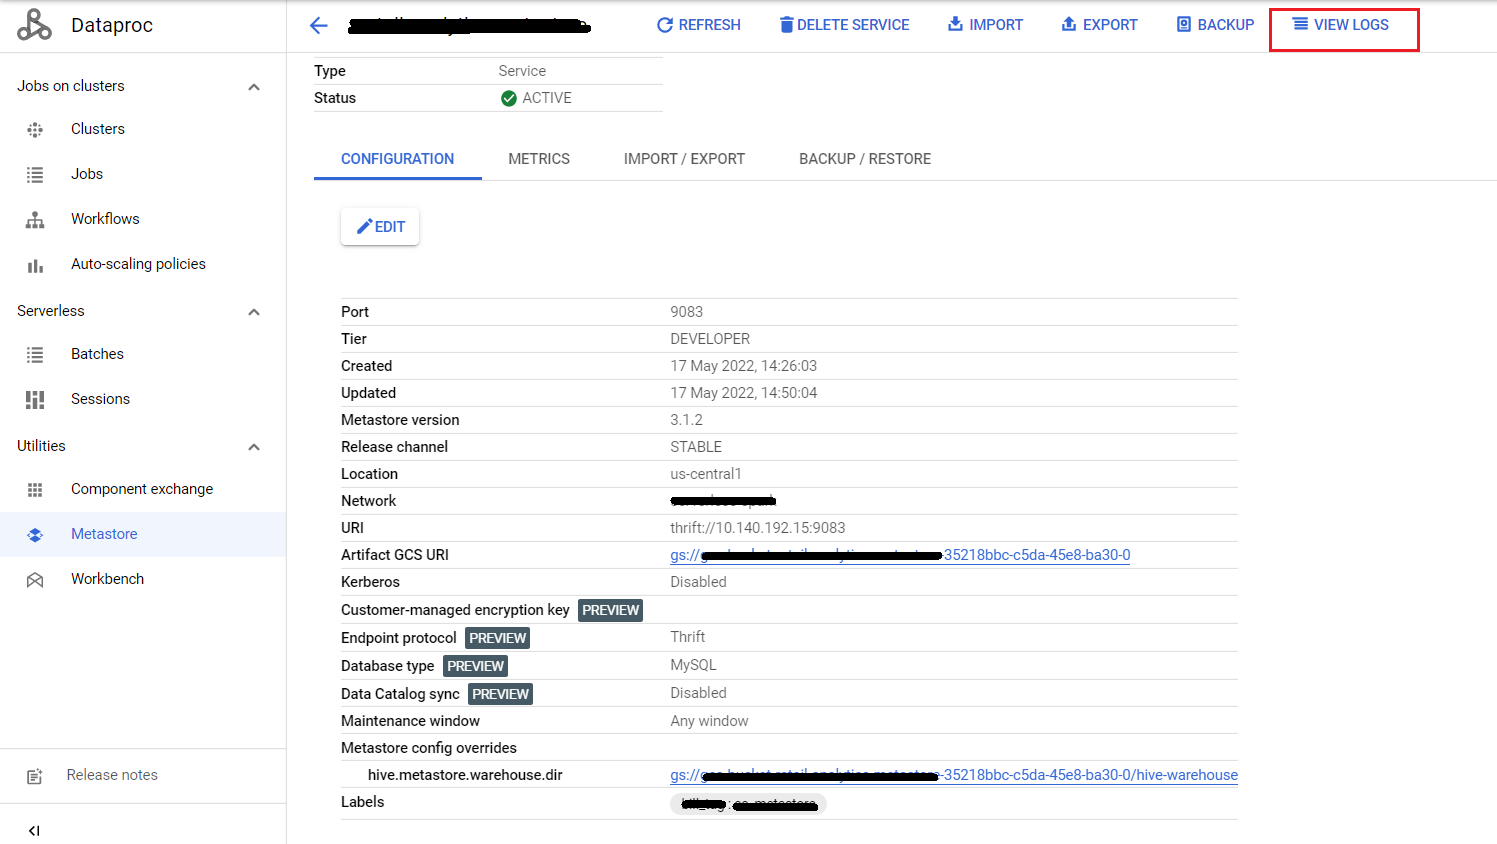 Dataproc
REFRESH DELETE SERVICE IMPORT EXPORT BACKUP VIEW LOGS
Jobs on clusters
Clusters
Jobs
Workflows
Auto-scaling policies
Serverless
Batches
Sessions
Utilities
Component exchange
Metastore
Workbench
Release notes
Type Service
Status ACTIVE
CONFIGURATION METRICS IMPORT / EXPORT BACKUP / RESTORE
EDIT
Port 9083
Tier DEVELOPER
Created 17 May 2022, 14:26:03
Updated 17 May 2022, 14:50:04
Metastore version 3.1.2
Release channel STABLE
Location us-central1
Network
URI thrift://10.140.192.15:9083
Artifact GCS URI gs:// -35218bbc-c5da-45e8-ba30-0
Kerberos Disabled
Customer-managed encryption key PREVIEW
Endpoint protocol PREVIEW Thrift
Database type PREVIEW MySQL
Data Catalog sync PREVIEW Disabled
Maintenance window Any window
Metastore config overrides
hive.metastore.warehouse.dir gs:// -35218bbc-c5da-45e8-ba30-0/hive-warehouse
Labels